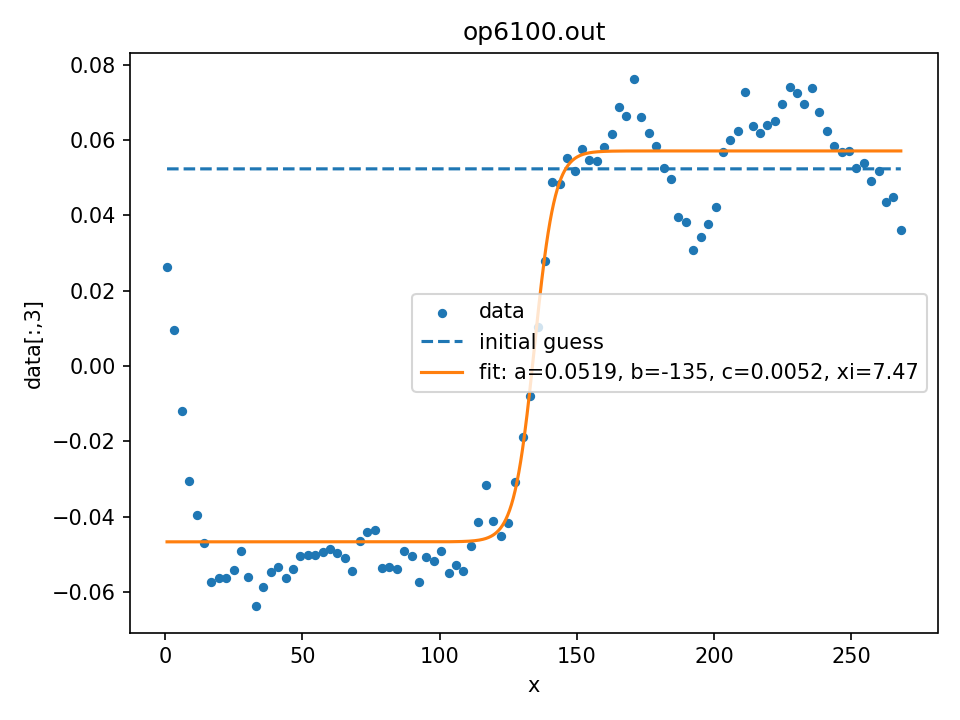 op6100.out
0.08
0.06
0.04
0.02
0.00
−0.02
−0.04
−0.06
data[:,3]
data
initial guess
fit: a=0.0519, b=-135, c=0.0052, xi=7.47
0 50 100 150 200 250
x